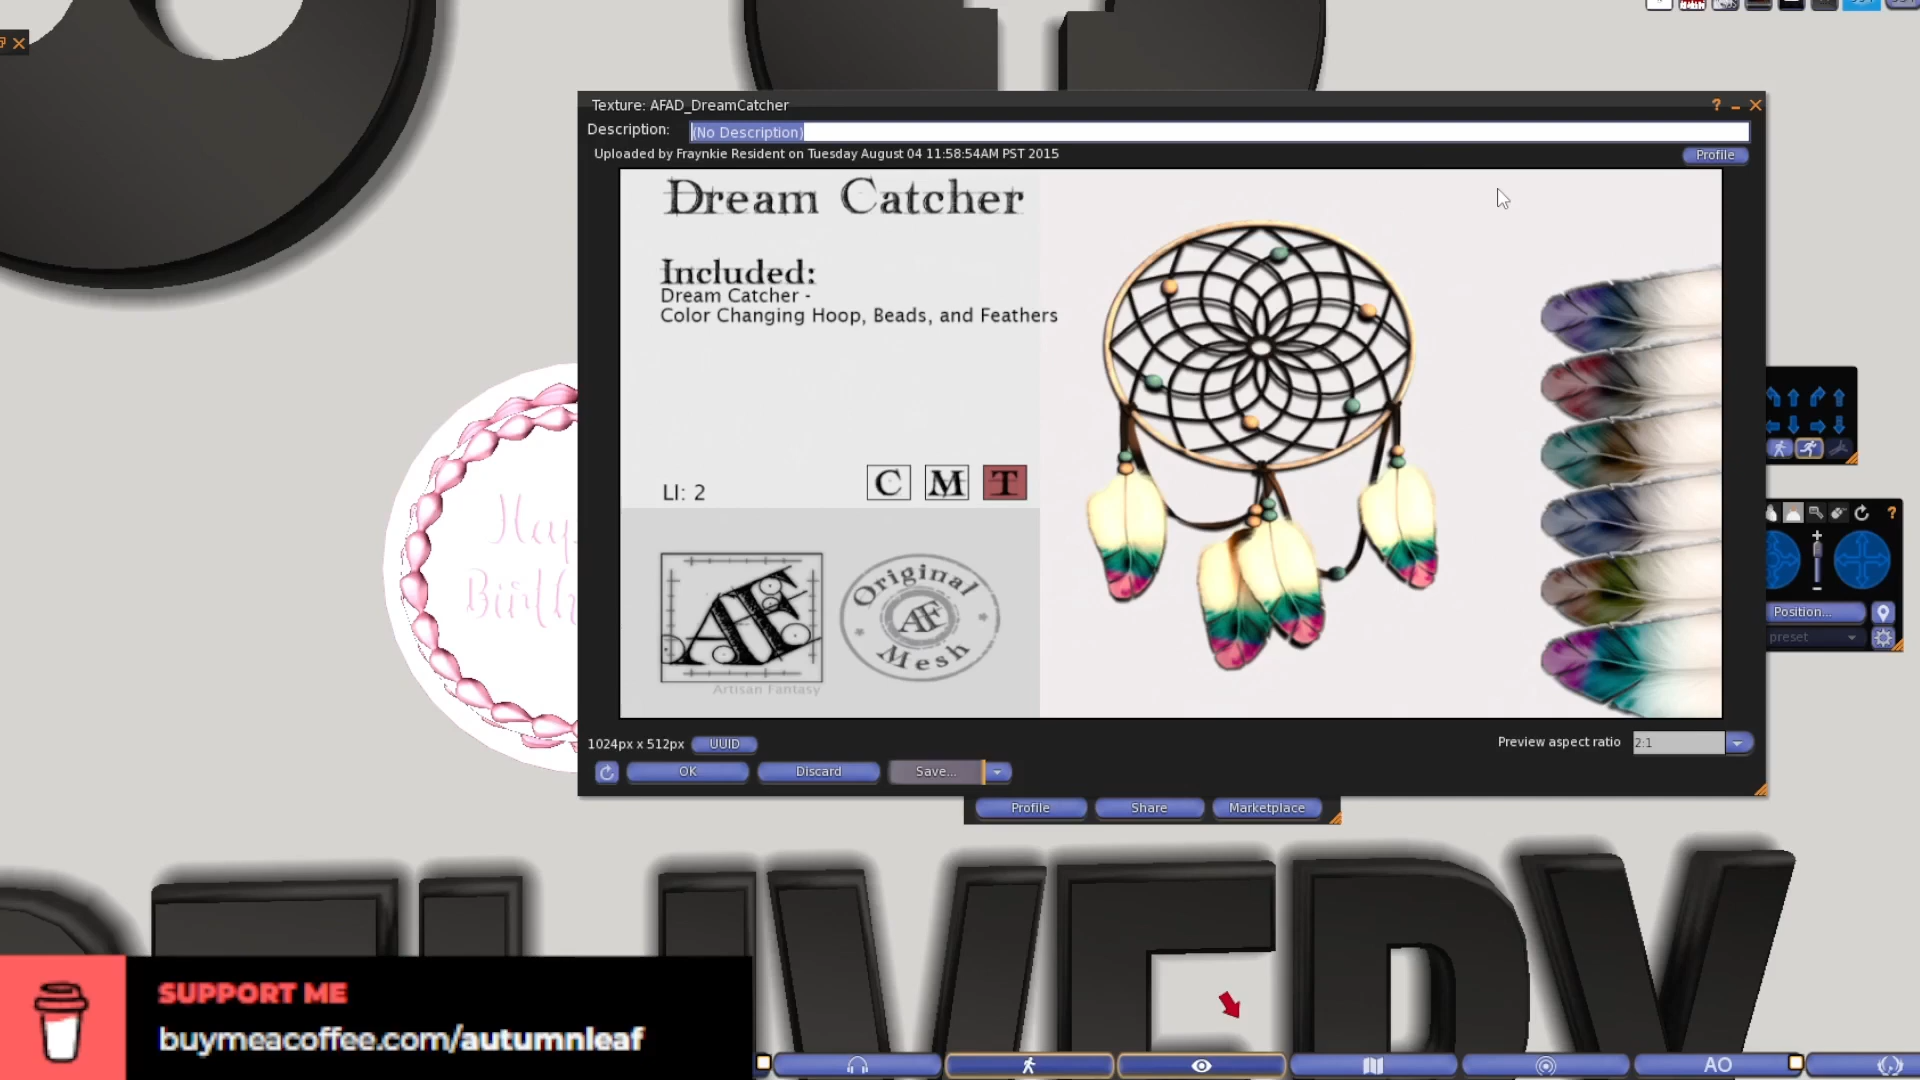 Texture: AFAD_DreamCatcher
Description: (No Description)
Uploaded by Fraynkie Resident on Tuesday August 04 11:58:54AM PST 2015
Profile
Dream Catcher
Included:
Dream Catcher -
Color Changing Hoop, Beads, and Feathers
LI: 2
C M T
AF
Artisan Fantasy
Original
AF
Mesh
1024px x 512px UUID
Preview aspect ratio 2:1
OK Discard Save...
Profile Share Marketplace
Position...
preset
SUPPORT ME
buymeacoffee.com/autumnleaf
AO